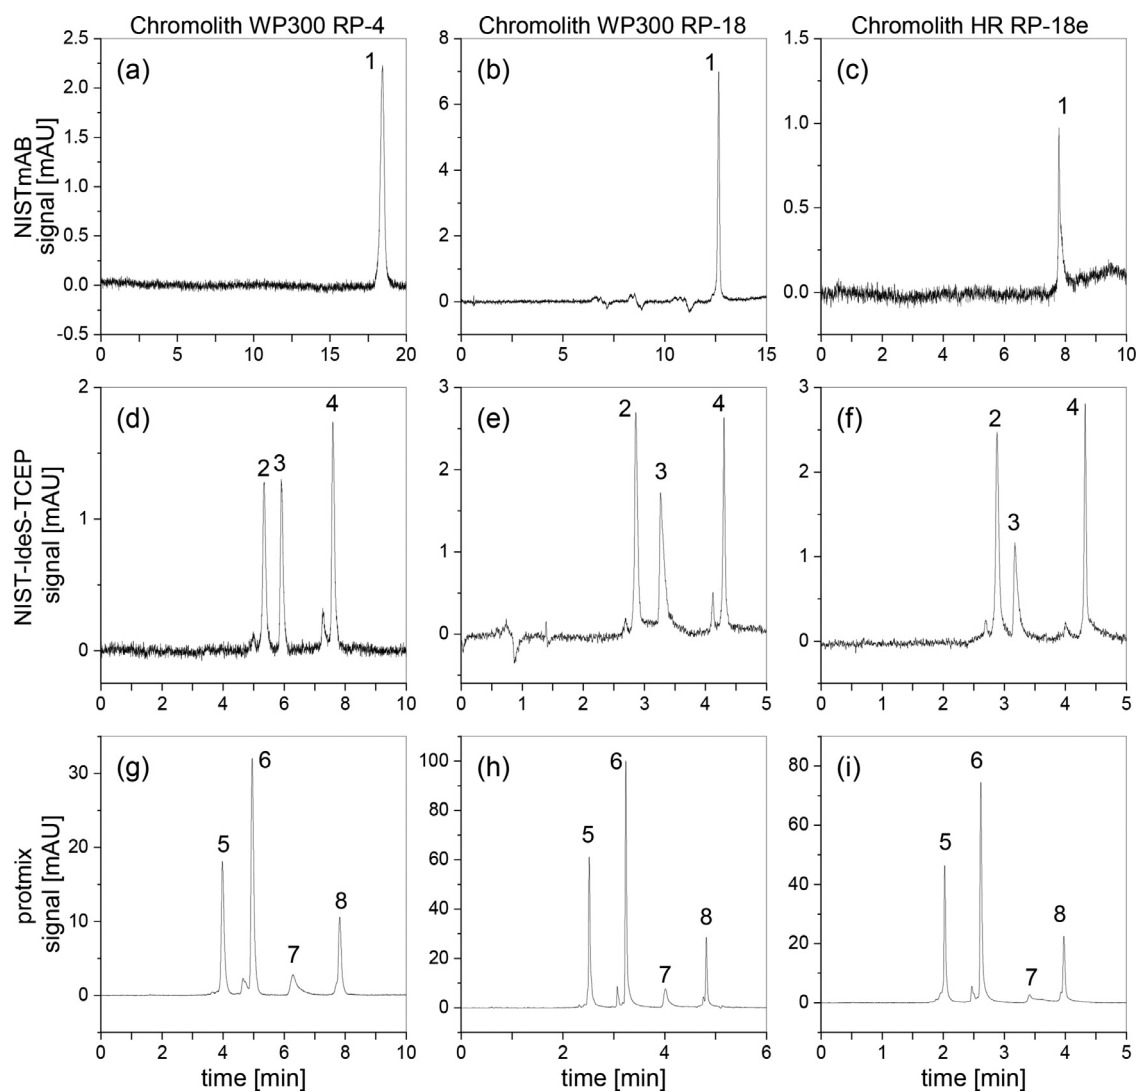 Chromolith WP300 RP-4
Chromolith WP300 RP-18
Chromolith HR RP-18e
NISTmAB
signal [mAU]
(a)
1
2.5
2.0
1.5
1.0
0.5
0.0
-0.5
0 5 10 15 20
(b)
1
8
6
4
2
0
0 5 10 15
(c)
1
1.5
1.0
0.5
0.0
0 2 4 6 8 10
NIST-IdeS-TCEP
signal [mAU]
(d)
2 3 4
2
1
0
0 2 4 6 8 10
(e)
2 3 4
3
2
1
0
0 1 2 3 4 5
(f)
2 3 4
3
2
1
0
0 1 2 3 4 5
protmix
signal [mAU]
(g)
5 6 7 8
30
20
10
0
0 2 4 6 8 10
time [min]
(h)
5 6 7 8
100
80
60
40
20
0
0 2 4 6
time [min]
(i)
5 6 7 8
80
60
40
20
0
0 1 2 3 4 5
time [min]